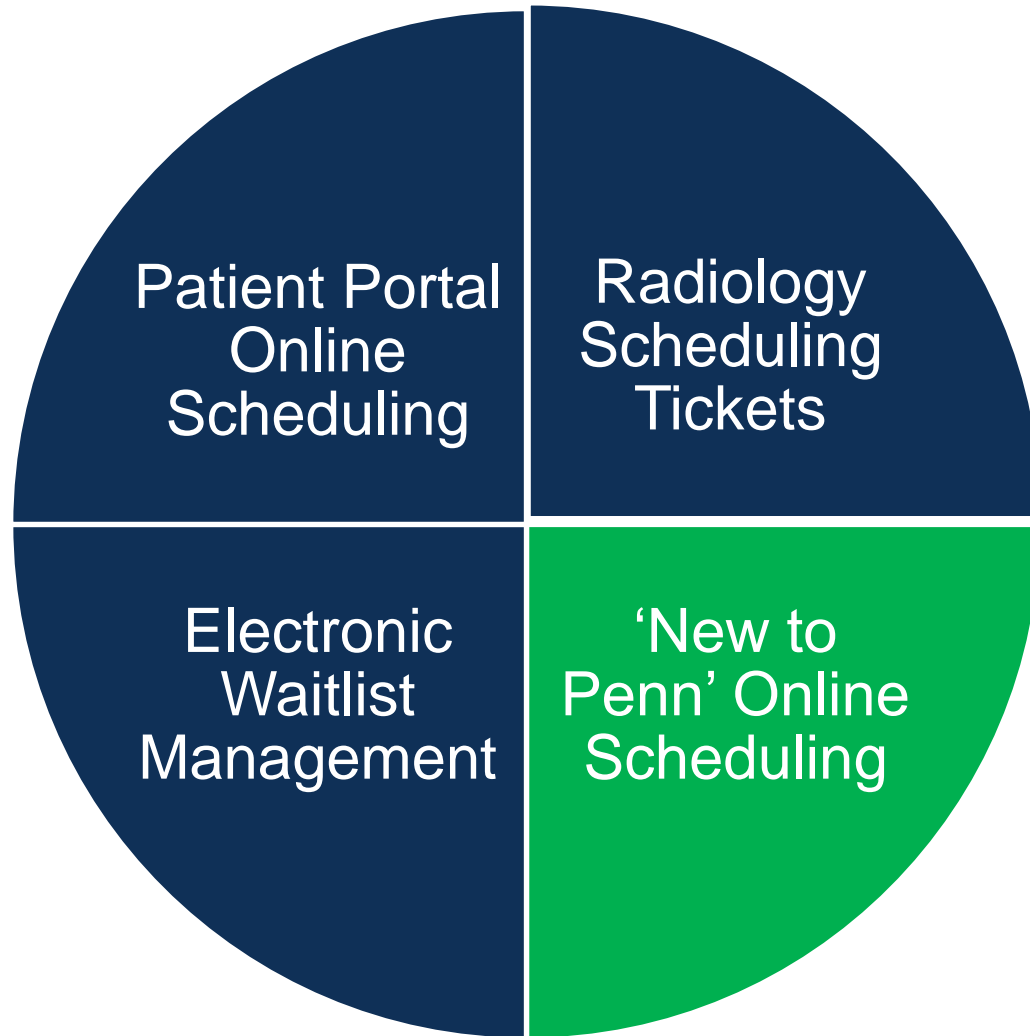 Patient Portal
Online
Scheduling
Radiology
Scheduling
Tickets
Electronic
Waitlist
Management
‘New to
Penn’ Online
Scheduling